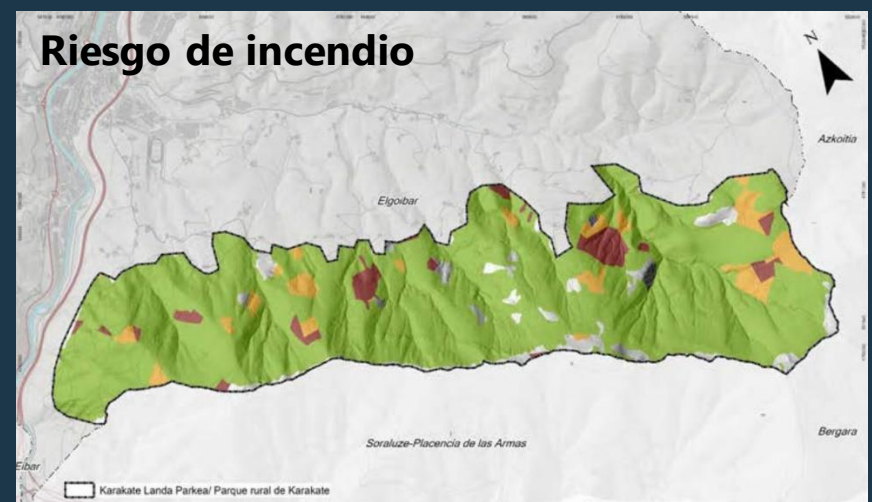 Riesgo de incendio
N
Azkoitia
Elgoibar
Soraluze-Placencia de las Armas
Bergara
Eibar
Karakate Landa Parkea/ Parque rural de Karakate